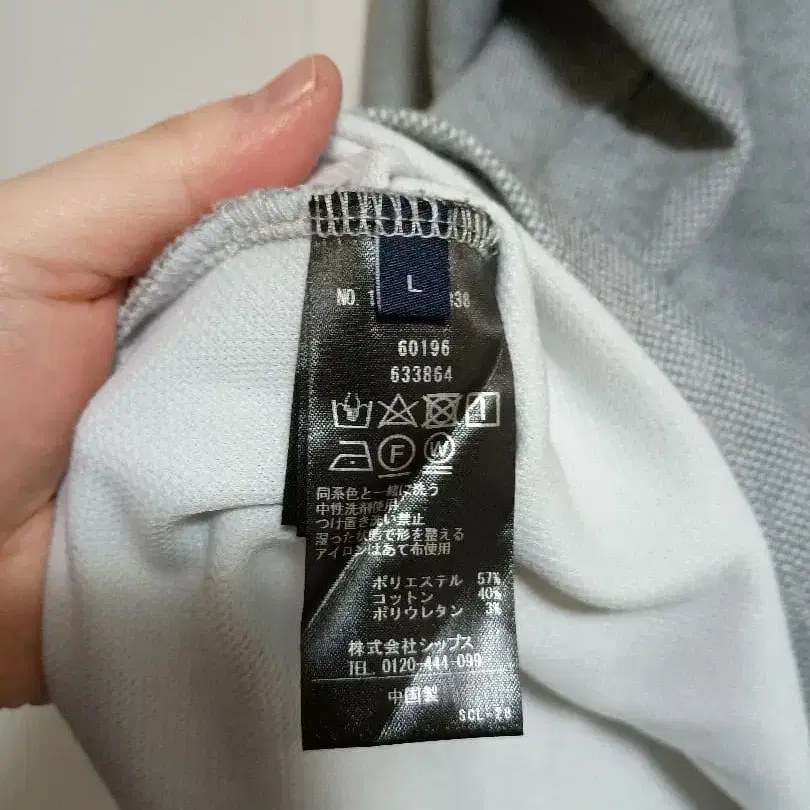 L
NO. 1 38
60196
633864
F W
同系色と一緒に洗う
中性洗剤使用
つけ置き洗い禁止
湿った状態で形を整える
アイロンはあて布使用
ポリエステル 57%
コットン 40%
ポリウレタン 3%
株式会社シップス
TEL 0120-444-099
中国製